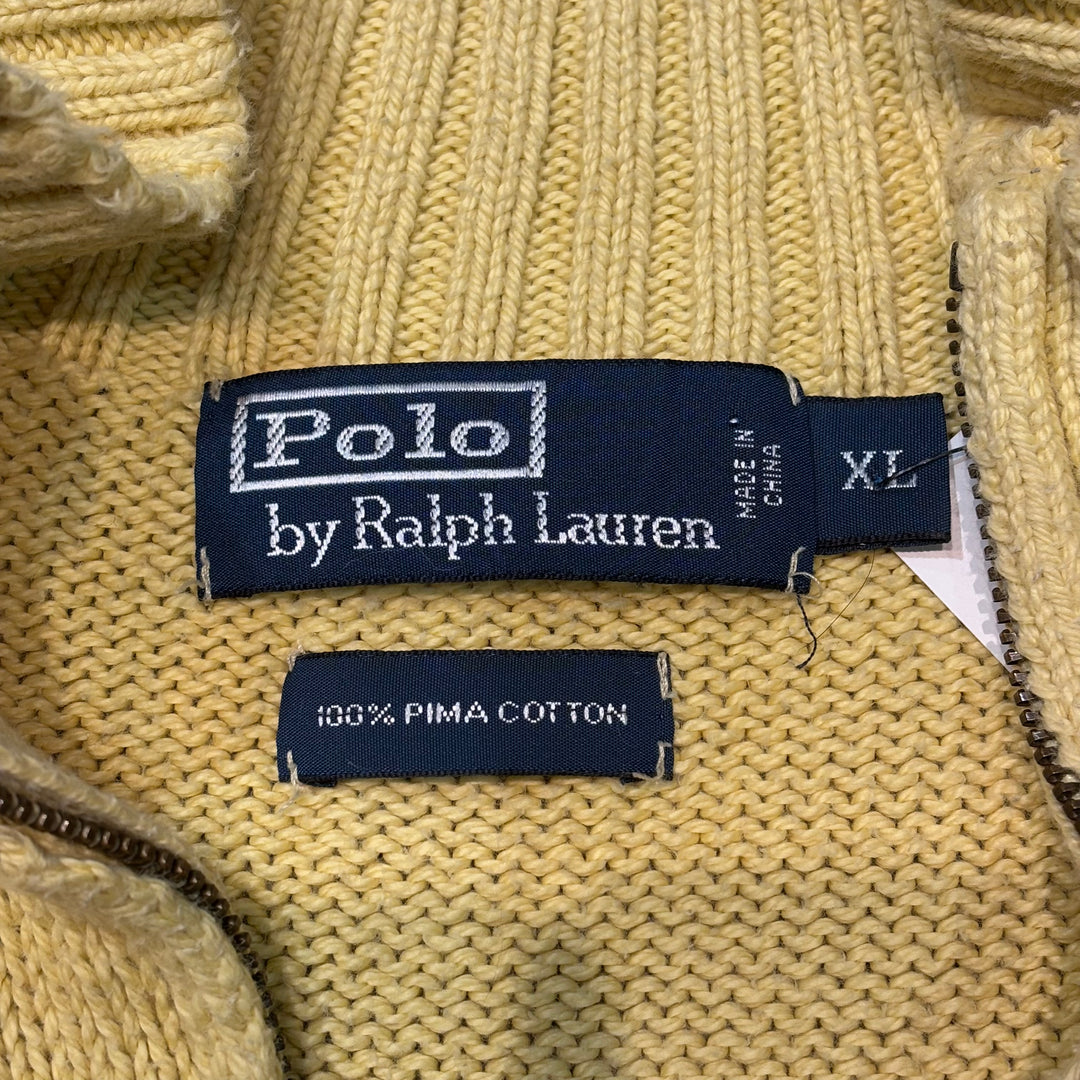 Polo
by Ralph Lauren
MADE IN
CHINA
XL
100% PIMA COTTON